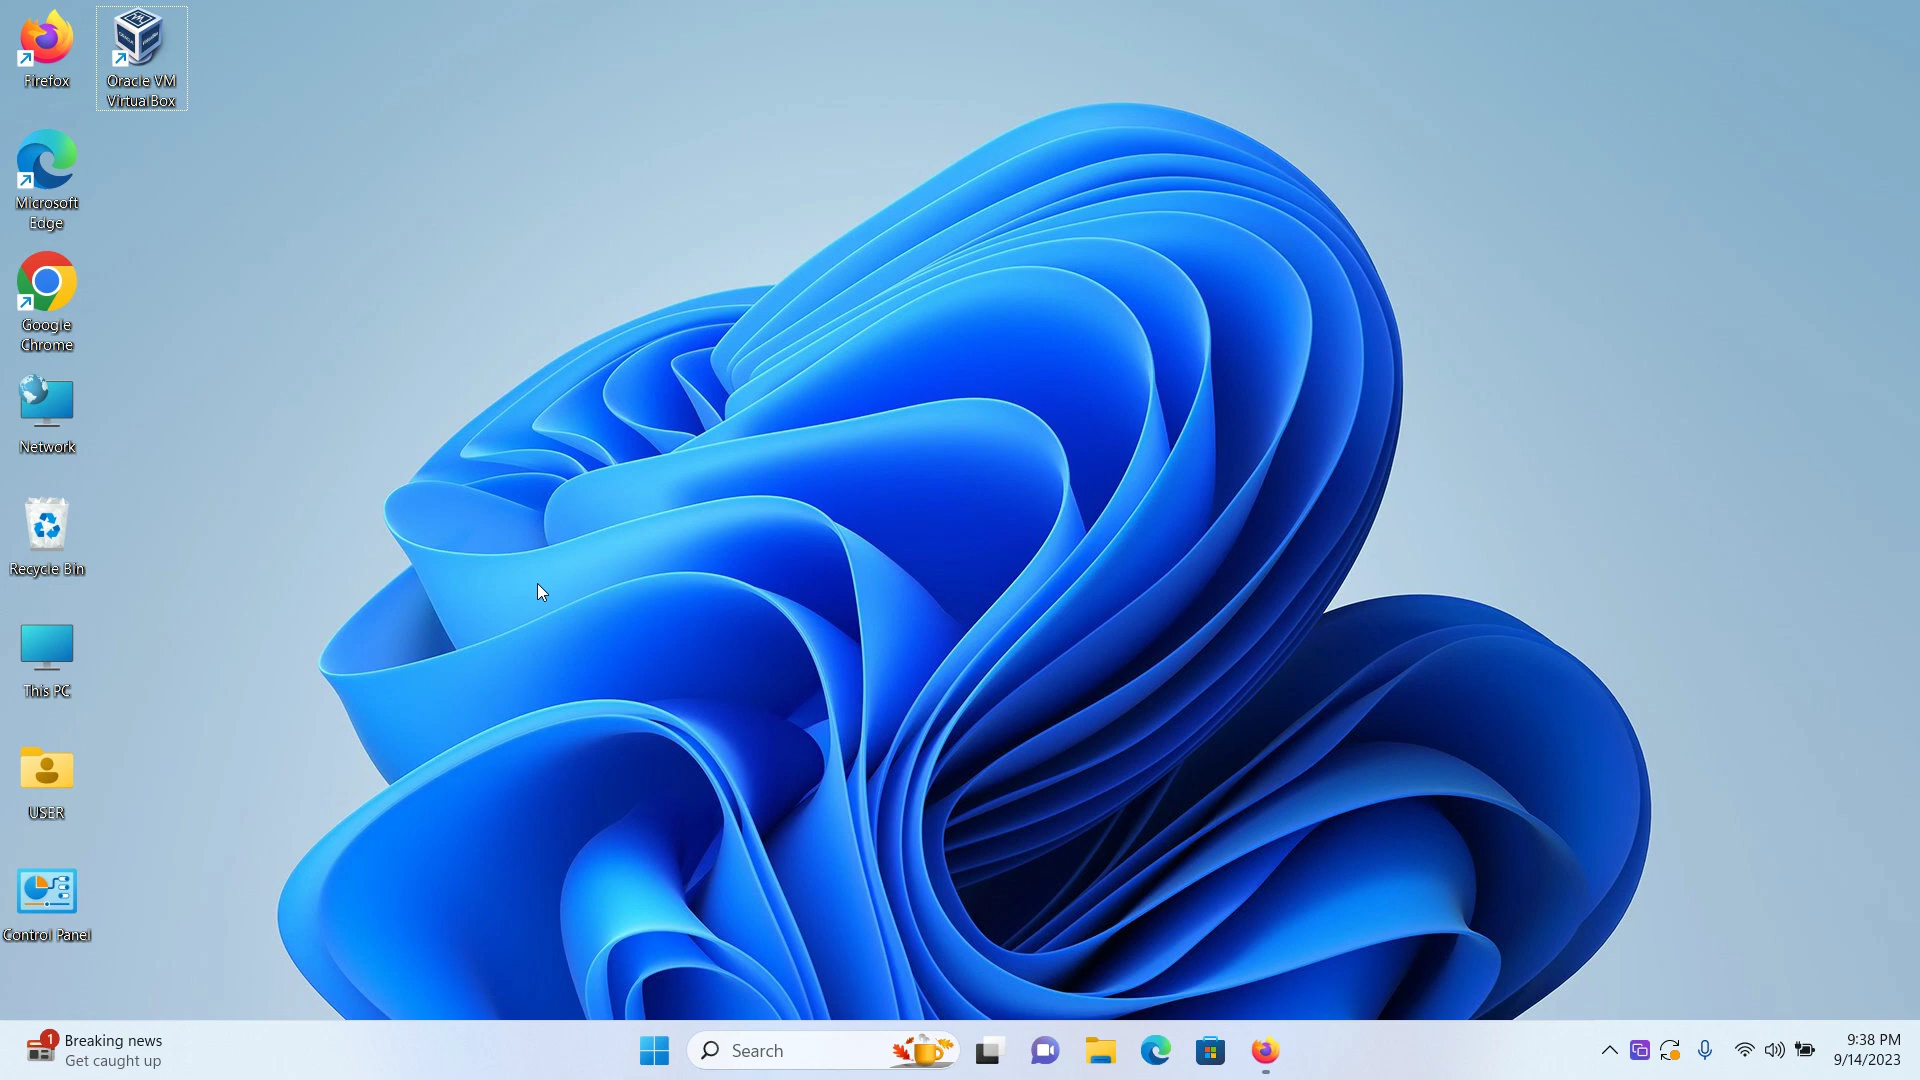 Firefox
Oracle VM
VirtualBox
Microsoft
Edge
Google
Chrome
Network
Recycle Bin
This PC
USER
Control Panel
1
Breaking news
Get caught up
Search
9:38 PM
9/14/2023